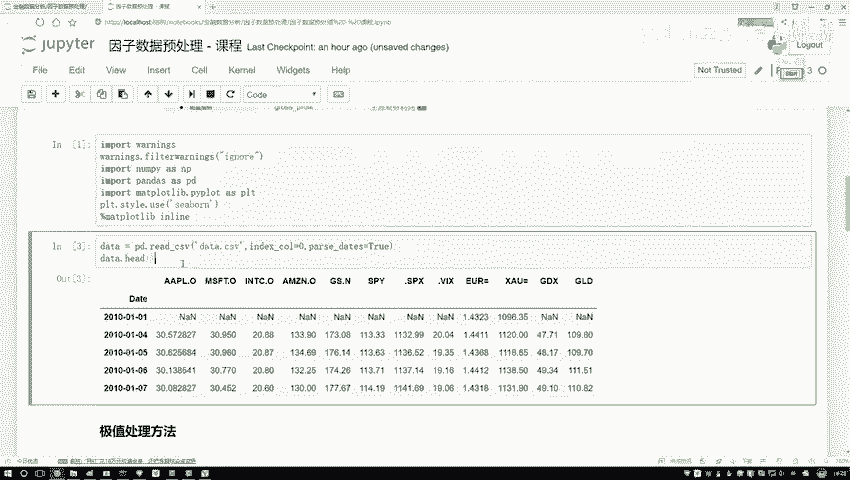 jupyter 因子数据预处理 - 课程 Last Checkpoint: an hour ago (unsaved changes)
Logout
File Edit View Insert Cell Kernel Widgets Help
Not Trusted
Code
In [1]: import warnings
warnings.filterwarnings("ignore")
import numpy as np
import pandas as pd
import matplotlib.pyplot as plt
plt.style.use('seaborn')
%matplotlib inline
In [3]: data = pd.read_csv('data.csv',index_col=0,parse_dates=True)
data.head
Out[3]:
AAPL.O MSFT.O INTC.O AMZN.O GS.N SPY .SPX .VIX EUR= XAU= GDX GLD
Date
2010-01-01 NaN NaN NaN NaN NaN NaN NaN NaN 1.4323 1096.35 NaN NaN
2010-01-04 30.572827 30.950 20.88 133.90 173.08 113.33 1132.99 20.04 1.4411 1120.00 47.71 109.80
2010-01-05 30.625684 30.960 20.87 134.69 176.14 113.63 1136.52 19.35 1.4368 1118.65 48.17 109.70
2010-01-06 30.138541 30.770 20.80 132.25 174.26 113.71 1137.14 19.16 1.4412 1138.50 49.34 111.51
2010-01-07 30.082827 30.452 20.60 130.00 177.67 114.19 1141.69 19.06 1.4318 1131.90 49.10 110.82
极值处理方法